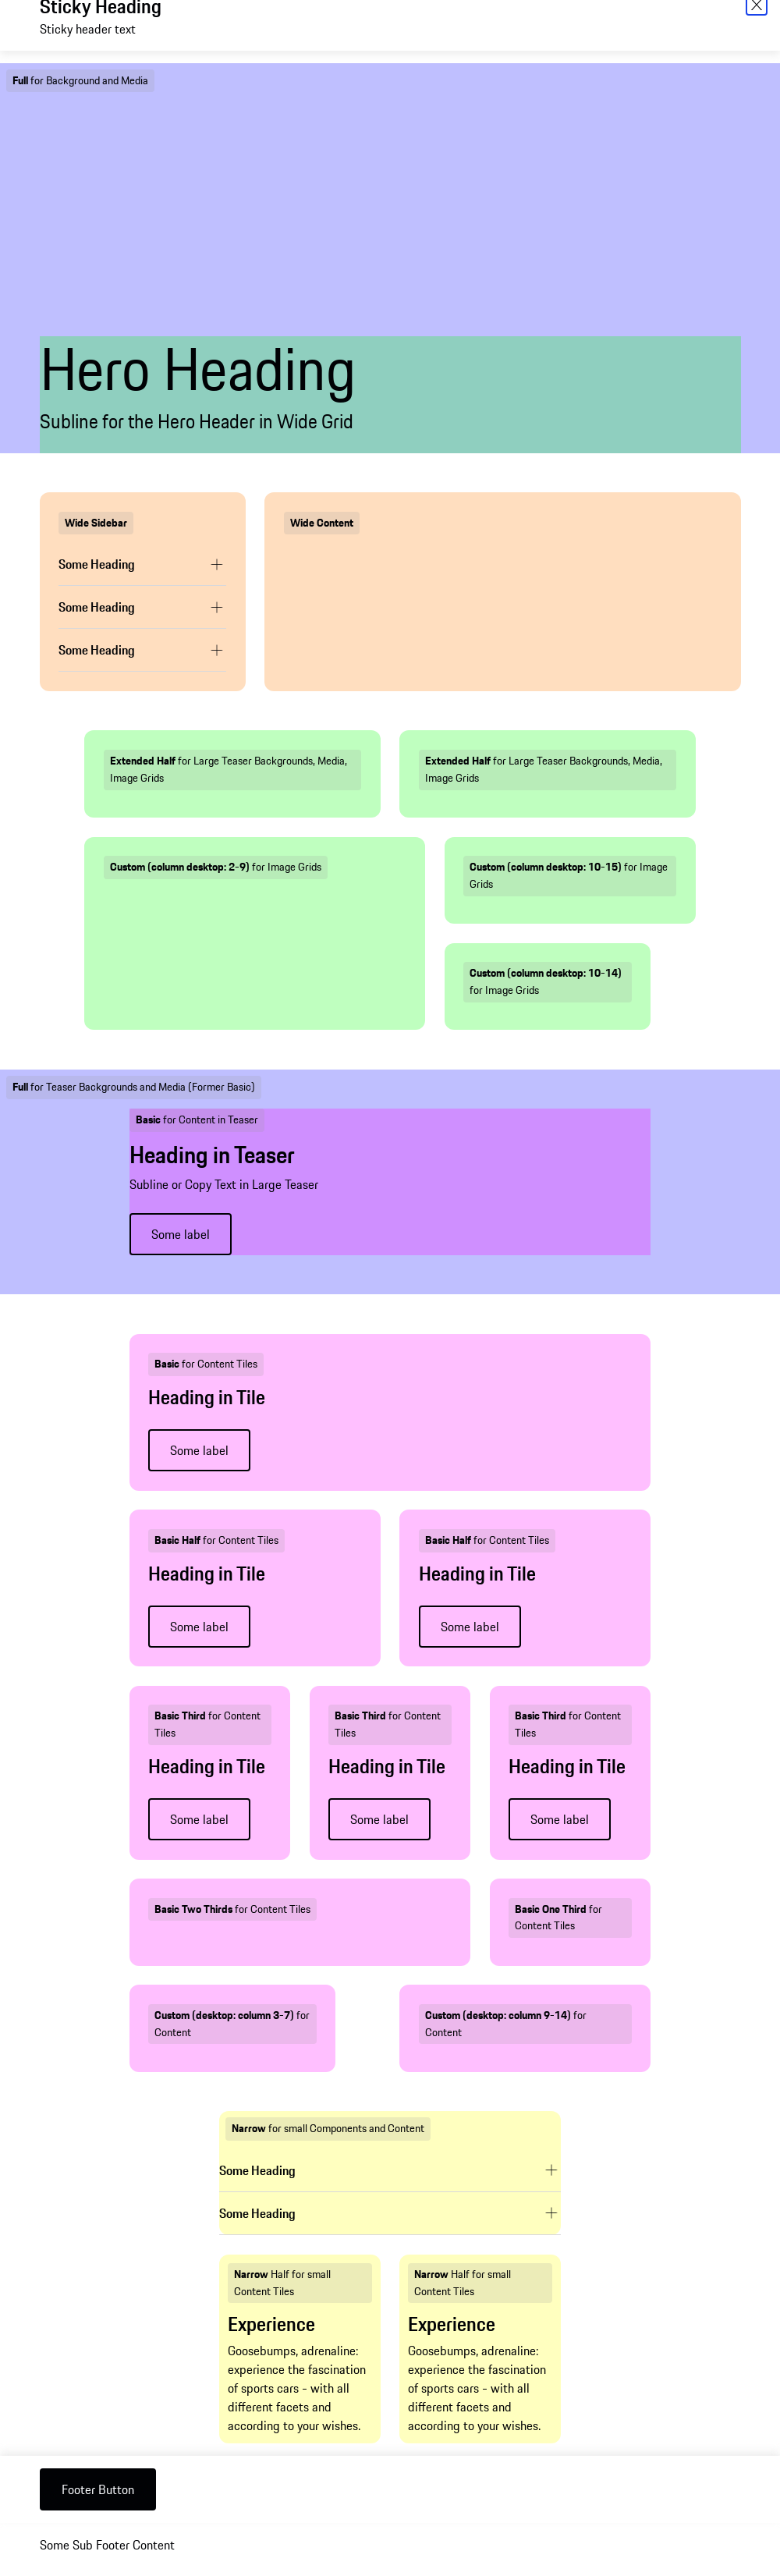 Sticky Heading
Sticky header text
Full for Background and Media
Hero Heading
Subline for the Hero Header in Wide Grid
Wide Sidebar
Some Heading
Some Heading
Some Heading
Wide Content
Extended Half for Large Teaser Backgrounds, Media,
Image Grids
Extended Half for Large Teaser Backgrounds, Media,
Image Grids
Custom (column desktop: 2-9) for Image Grids
Custom (column desktop: 10-15) for Image
Grids
Custom (column desktop: 10-14)
for Image Grids
Full for Teaser Backgrounds and Media (Former Basic)
Basic for Content in Teaser
Heading in Teaser
Subline or Copy Text in Large Teaser
Some label
Basic for Content Tiles
Heading in Tile
Some label
Basic Half for Content Tiles
Heading in Tile
Some label
Basic Half for Content Tiles
Heading in Tile
Some label
Basic Third for Content
Tiles
Heading in Tile
Some label
Basic Third for Content
Tiles
Heading in Tile
Some label
Basic Third for Content
Tiles
Heading in Tile
Some label
Basic Two Thirds for Content Tiles
Basic One Third for
Content Tiles
Custom (desktop: column 3-7) for
Content
Custom (desktop: column 9-14) for
Content
Narrow for small Components and Content
Some Heading
Some Heading
Narrow Half for small
Content Tiles
Experience
Goosebumps, adrenaline:
experience the fascination
of sports cars - with all
different facets and
according to your wishes.
Narrow Half for small
Content Tiles
Experience
Goosebumps, adrenaline:
experience the fascination
of sports cars - with all
different facets and
according to your wishes.
Footer Button
Some Sub Footer Content